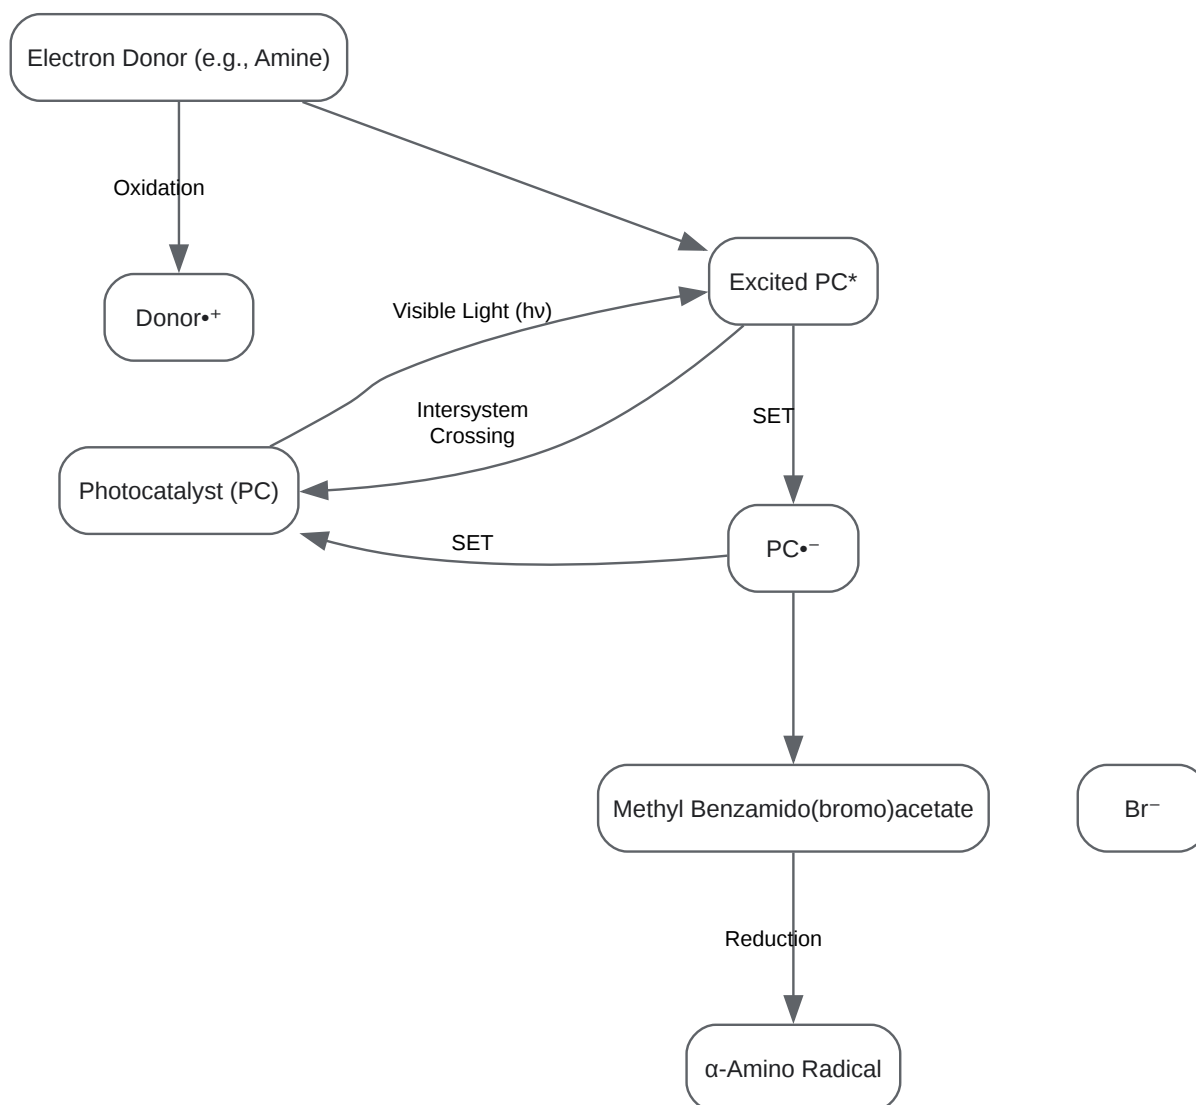 Electron Donor (e.g., Amine)
Oxidation
Excited PC*
Donor•⁺
Visible Light (hν)
Intersystem
Crossing
SET
Photocatalyst (PC)
SET
PC•⁻
Methyl Benzamido(bromo)acetate
Br⁻
Reduction
α-Amino Radical